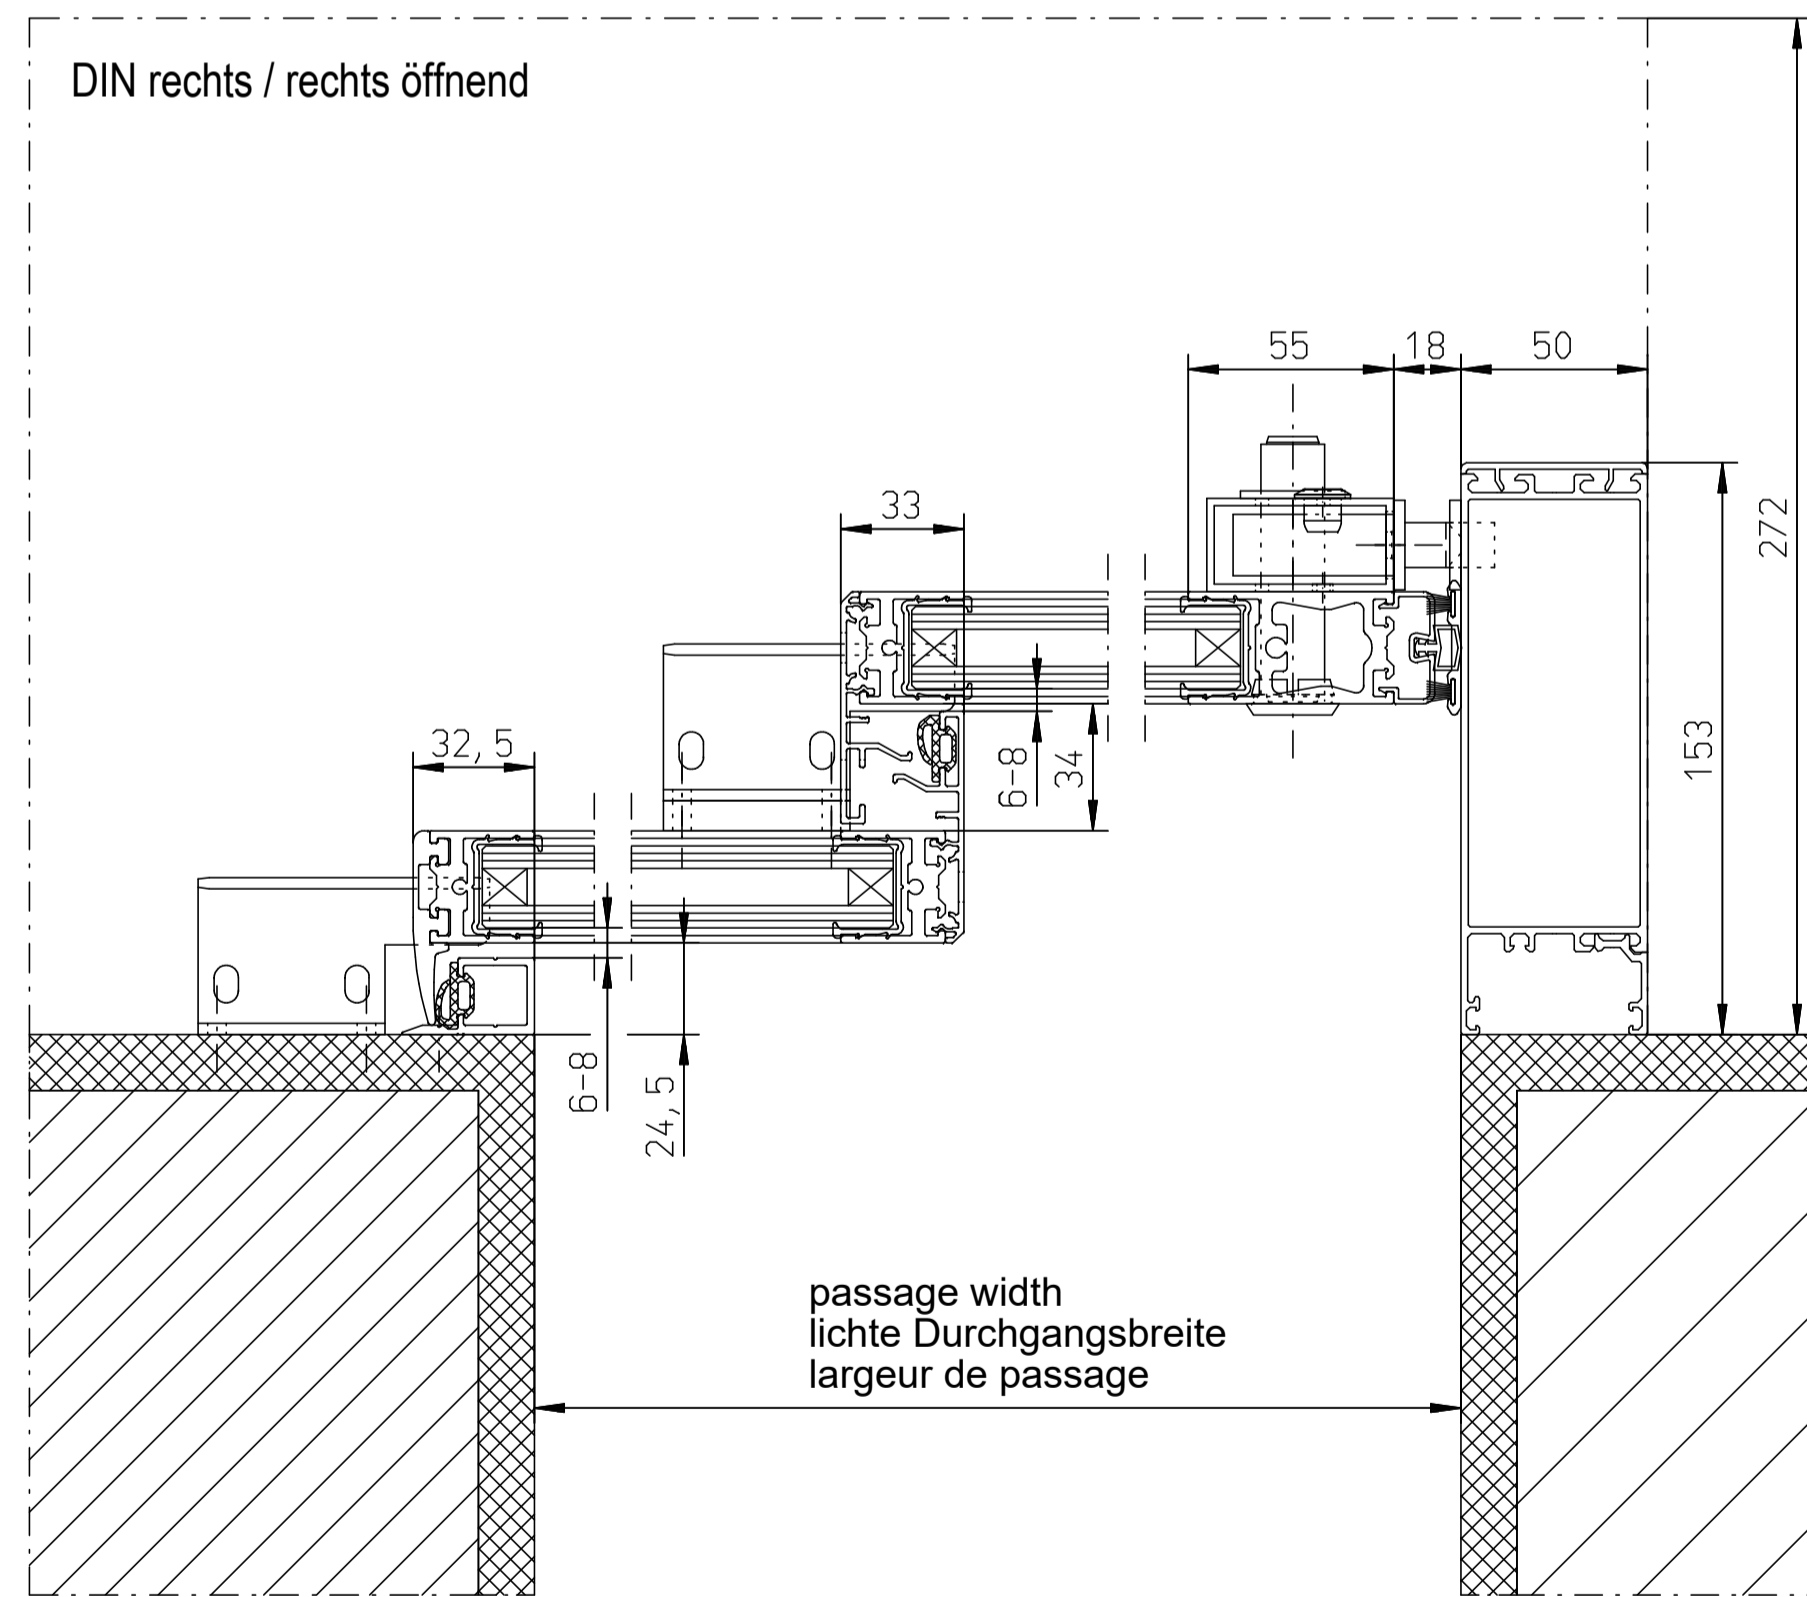 DIN rechts / rechts öffnend
55
18
50
33
272
32,5
153
6-8
34
6-8
24,5
passage width
lichte Durchgangsbreite
largeur de passage